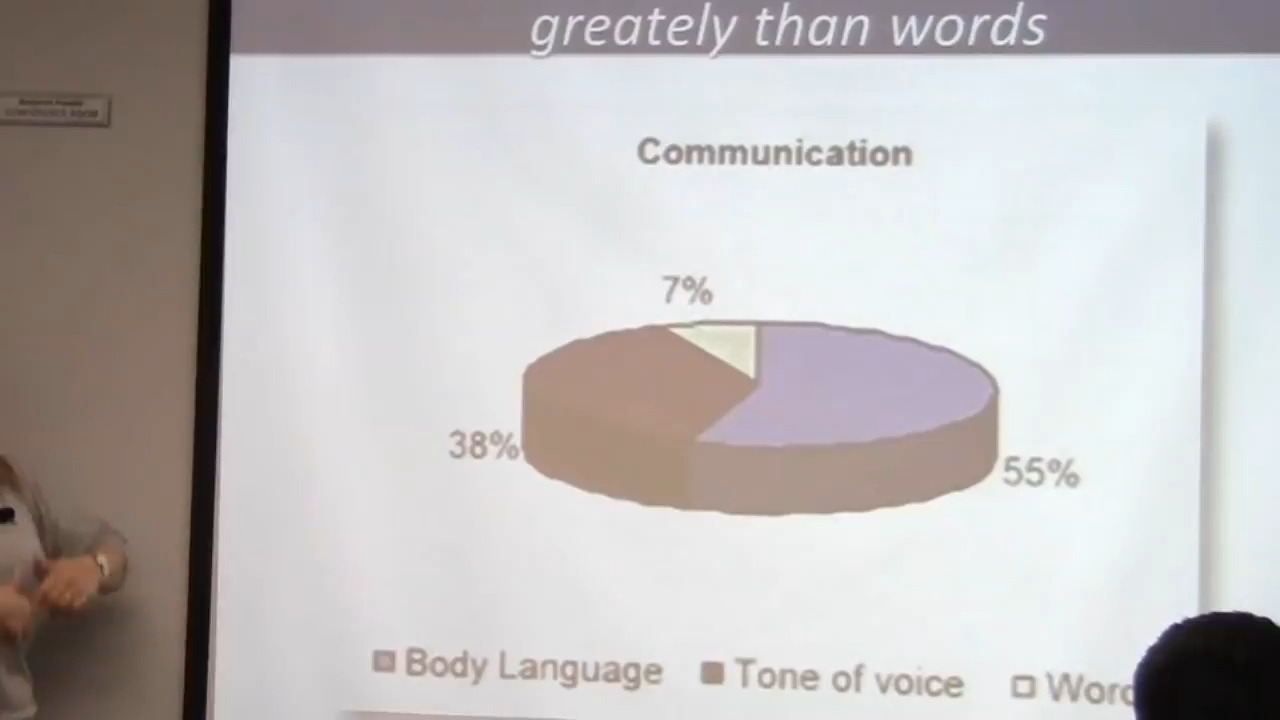 greately than words
Communication
7%
38%
55%
Body Language Tone of voice